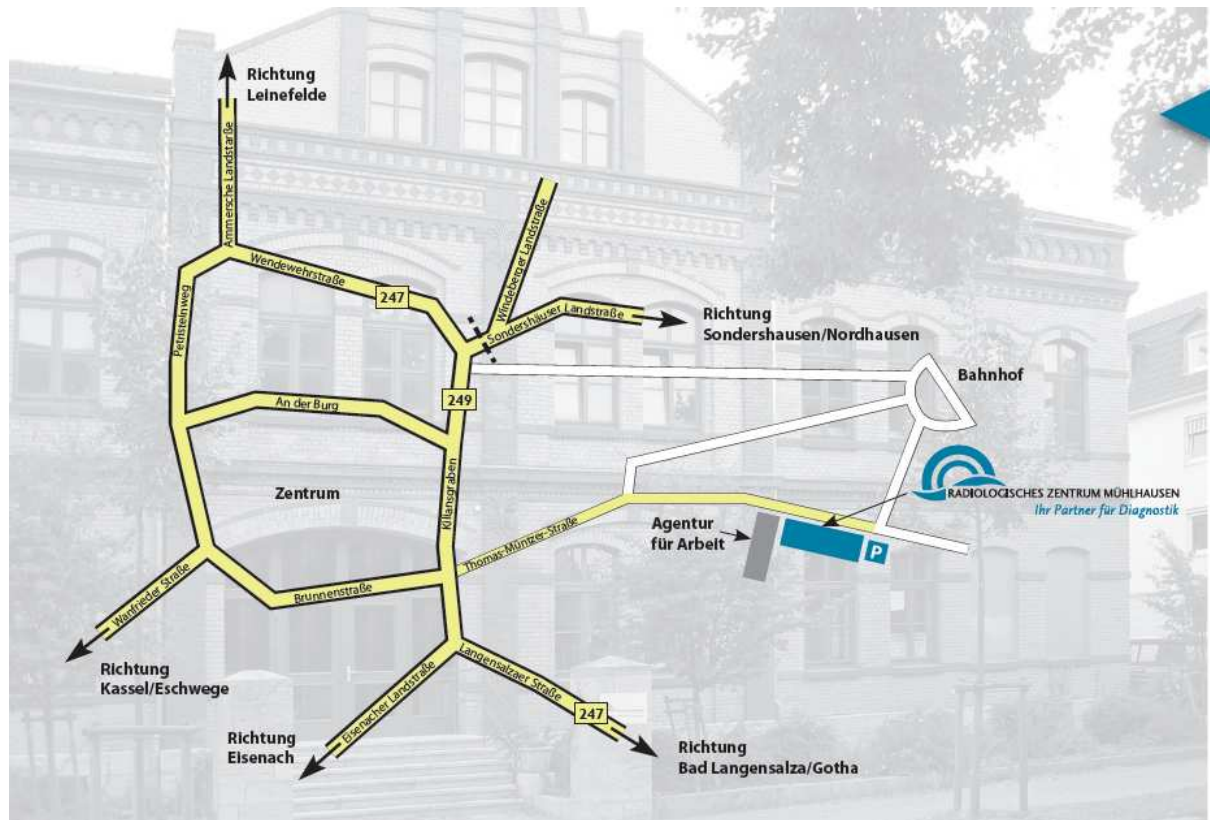 Richtung
Leinefelde
Ammersche Landstarße
Wendewehrstraße
247
Windeberger Landstraße
Sondershäuser Landstraße
Richtung
Sondershausen/Nordhausen
Petristeinweg
An der Burg
249
Bahnhof
Zentrum
Kiliansgraben
RADIOLOGISCHES ZENTRUM MÜHLHAUSEN
Ihr Partner für Diagnostik
Thomas-Müntzer-Straße
Agentur
für Arbeit
P
Brunnenstraße
Wanfrieder Straße
Richtung
Kassel/Eschwege
Eisenacher Landstraße
Langensalzaer Straße
247
Richtung
Eisenach
Richtung
Bad Langensalza/Gotha